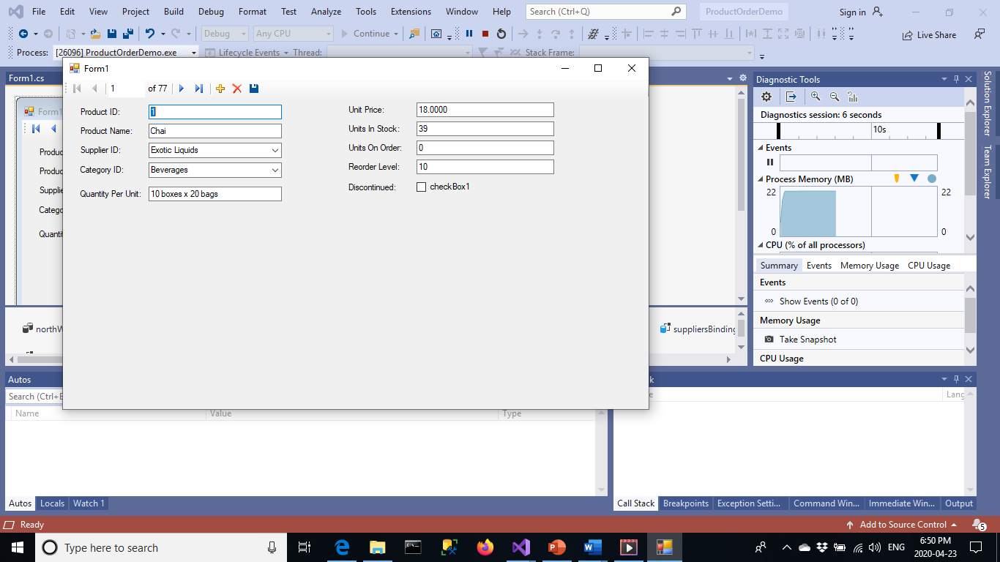 File Edit View Project Build Debug Format Test Analyze Tools Extensions Window Help Search (Ctrl+Q) ProductOrderDemo Sign in
Debug Any CPU Continue Live Share
Process: [26096] ProductOrderDemo.exe Lifecycle Events Thread: Stack Frame:
Form1.cs
Form1
1 of 77
Product ID: 1
Product Name: Chai
Supplier ID: Exotic Liquids
Category ID: Beverages
Quantity Per Unit: 10 boxes x 20 bags
Unit Price: 18.0000
Units In Stock: 39
Units On Order: 0
Reorder Level: 10
Discontinued: checkBox1
Form1
Produc
Produc
Supplie
Catego
Quantit
northW
suppliersBinding
Diagnostic Tools
Diagnostics session: 6 seconds
10s
Events
Process Memory (MB)
22 22
0 0
CPU (% of all processors)
Summary Events Memory Usage CPU Usage
Events
Show Events (0 of 0)
Memory Usage
Take Snapshot
CPU Usage
Solution Explorer
Team Explorer
Autos
Search (Ctrl+E
Name Value Type
Autos Locals Watch 1
k
e Lang
Call Stack Breakpoints Exception Setti... Command Win... Immediate Win... Output
Ready Add to Source Control 5
Type here to search ENG 6:50 PM
2020-04-23